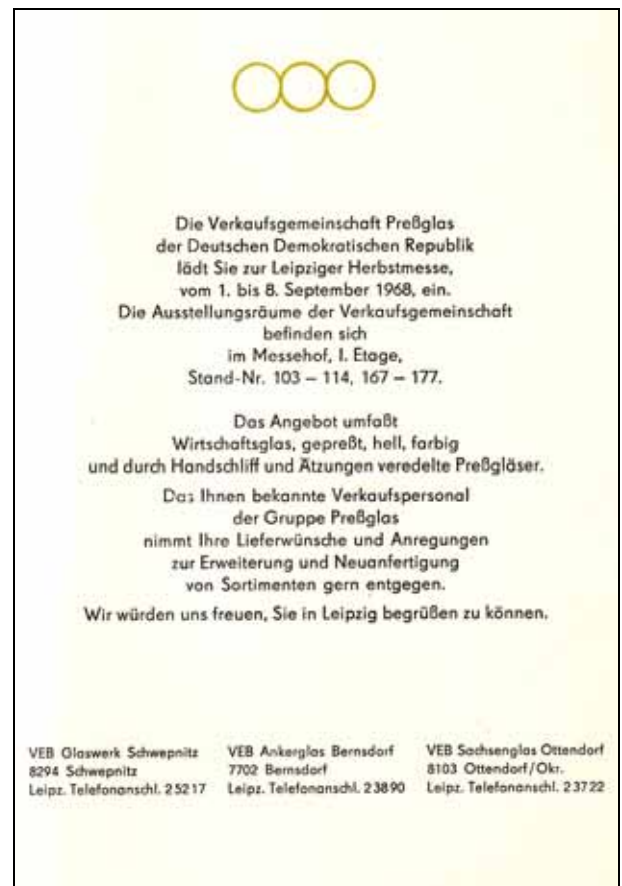 Die Verkaufsgemeinschaft Preßglas
der Deutschen Demokratischen Republik
lädt Sie zur Leipziger Herbstmesse,
vom 1. bis 8. September 1968, ein.
Die Ausstellungsräume der Verkaufsgemeinschaft
befinden sich
im Messehof, I. Etage,
Stand-Nr. 103 – 114, 167 – 177.
Das Angebot umfaßt
Wirtschaftsglas, gepreßt, hell, farbig
und durch Handschliff und Ätzungen veredelte Preßgläser.
Das Ihnen bekannte Verkaufspersonal
der Gruppe Preßglas
nimmt Ihre Lieferwünsche und Anregungen
zur Erweiterung und Neuanfertigung
von Sortimenten gern entgegen.
Wir würden uns freuen, Sie in Leipzig begrüßen zu können.
VEB Glaswerk Schwepnitz
8294 Schwepnitz
Leipz. Telefonanschl. 25217
VEB Ankerglas Bernsdorf
7702 Bernsdorf
Leipz. Telefonanschl. 23890
VEB Sachsenglas Ottendorf
8103 Ottendorf/Okr.
Leipz. Telefonanschl. 23722